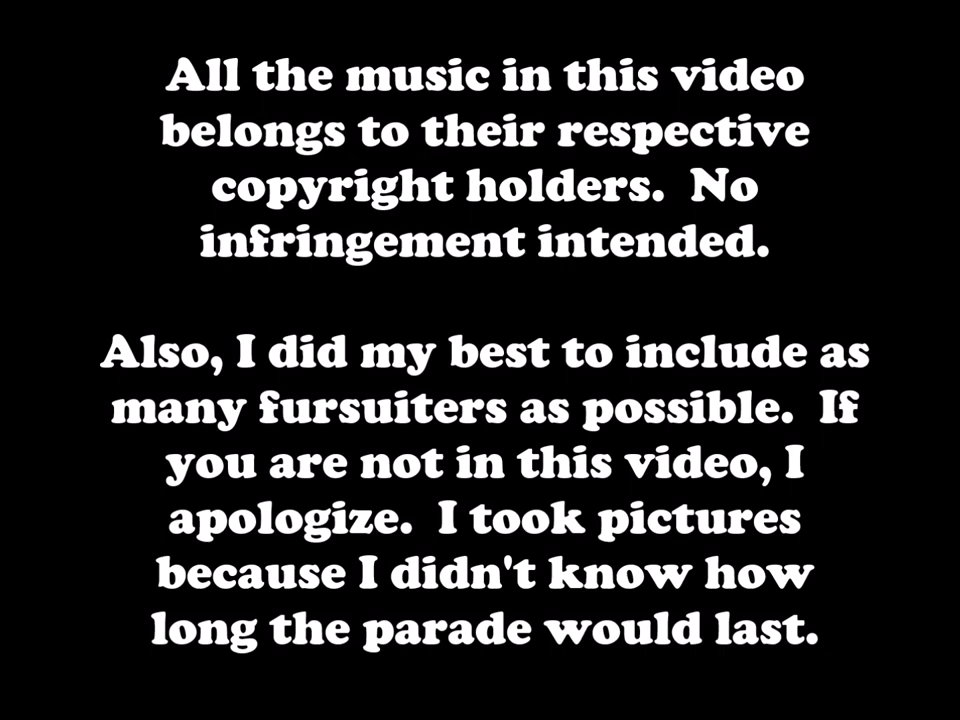 All the music in this video
belongs to their respective
copyright holders.  No
infringement intended.
Also, I did my best to include as
many fursuiters as possible.  If
you are not in this video, I
apologize.  I took pictures
because I didn't know how
long the parade would last.